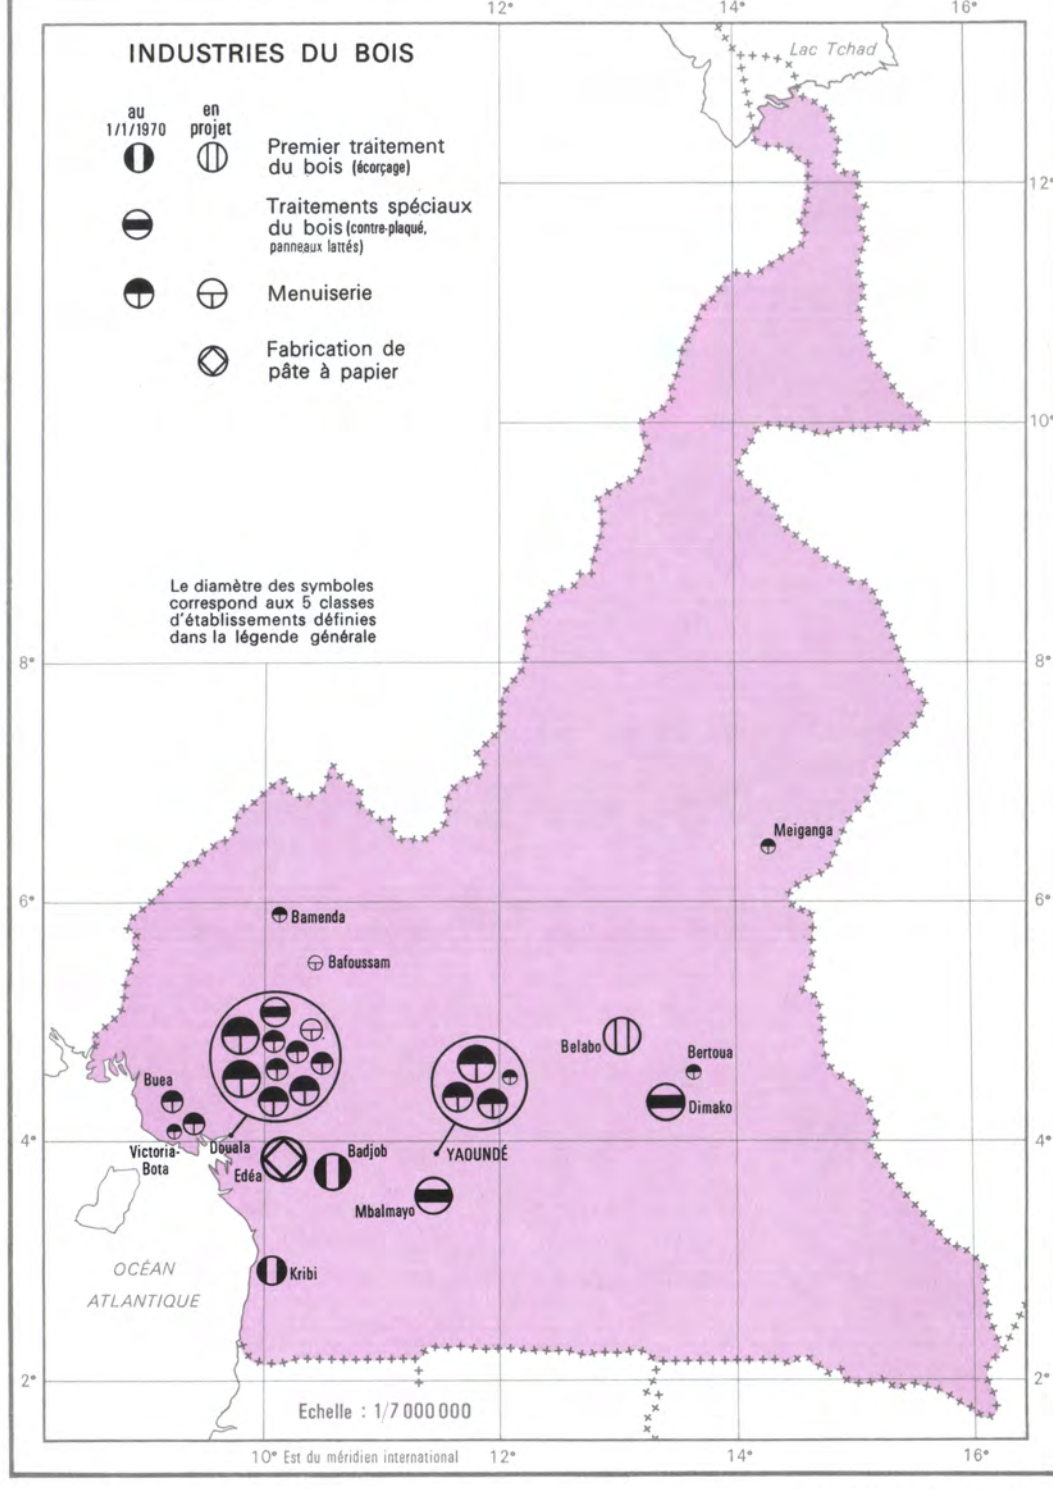 12°
14°
16°
INDUSTRIES DU BOIS
Lac Tchad
au
1/1/1970
en
projet
Premier traitement
du bois (écorçage)
Traitements spéciaux
du bois (contre-plaqué,
panneaux lattés)
Menuiserie
Fabrication de
pâte à papier
12°
10°
Le diamètre des symboles
correspond aux 5 classes
d'établissements définies
dans la légende générale
8°
8°
Meiganga
6°
6°
Bamenda
Bafoussam
Belabo
Bertoua
Buea
Dimako
4°
4°
Victoria-
Bota
Douala
Badjob
YAOUNDÉ
Edéa
Mbalmayo
OCÉAN
ATLANTIQUE
Kribi
2°
2°
Echelle : 1/7 000 000
10° Est du méridien international
12°
14°
16°